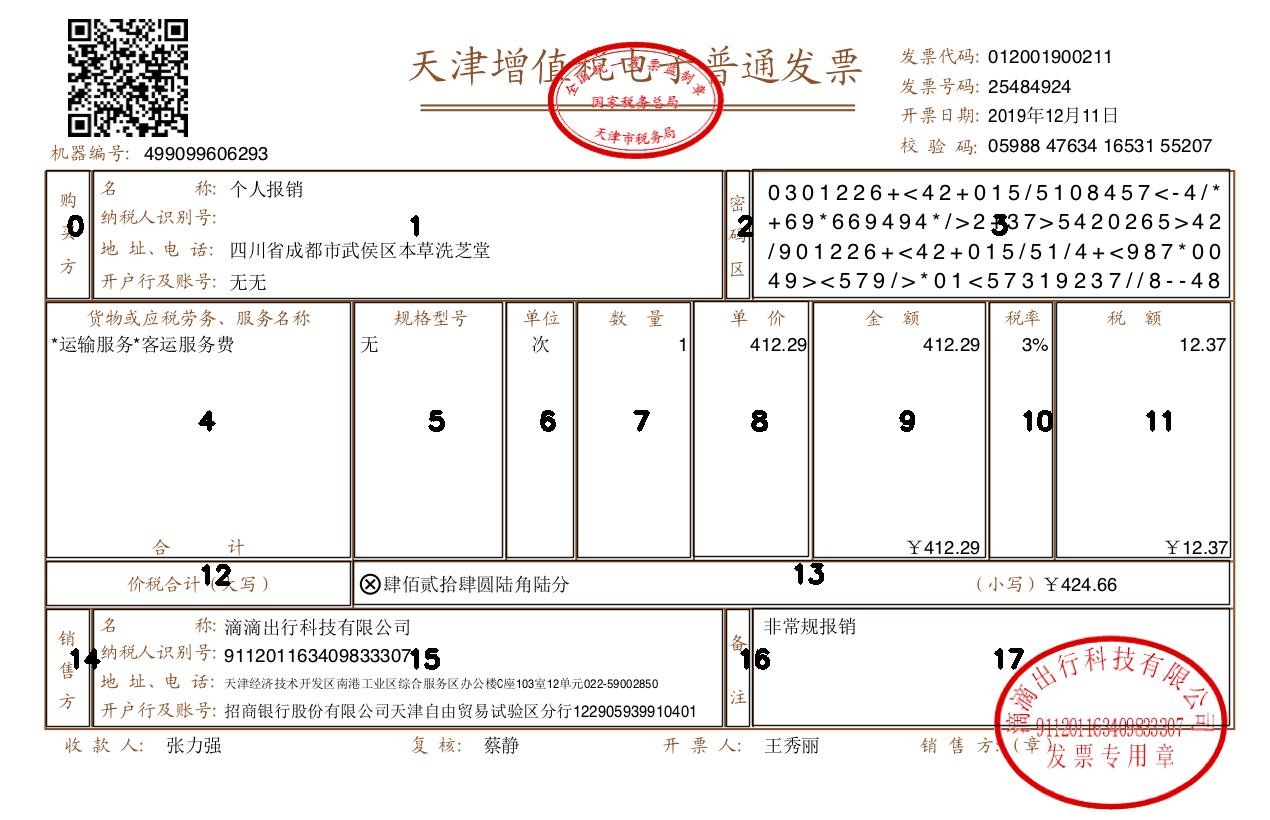 天津增值税电子普通发票
全国统一发票监制章
国家税务总局
天津市税务局
发票代码: 012001900211
发票号码: 25484924
开票日期: 2019年12月11日
校 验 码: 05988 47634 16531 55207
机器编号: 499099606293
购买方
0
名 称: 个人报销
纳税人识别号:
1
地 址、电 话: 四川省成都市武侯区本草洗芝堂
开户行及账号: 无无
密码区
2
0301226+<42+015/5108457<-4/*
+69*669494*/>2 37>5420265>42
3
/901226+<42+015/51/4+<987*00
49><579/>*01<57319237//8--48
货物或应税劳务、服务名称 规格型号 单位 数 量 单 价 金 额 税率 税 额
*运输服务*客运服务费 无 次 1 412.29 412.29 3% 12.37
4 5 6 7 8 9 10 11
合 计 ￥412.29 ￥12.37
12 13
价税合计（大写） ⊗肆佰贰拾肆圆陆角陆分 （小写）￥424.66
销售方
14
名 称: 滴滴出行科技有限公司
纳税人识别号: 911201163409833307
15
地 址、电 话: 天津经济技术开发区南港工业区综合服务区办公楼C座103室12单元022-59002850
开户行及账号: 招商银行股份有限公司天津自由贸易试验区分行122905939910401
备注
16
非常规报销
17
滴滴出行科技有限公司
911201163409833307
发票专用章
收 款 人: 张力强 复 核: 蔡静 开 票 人: 王秀丽 销 售 方:（章）